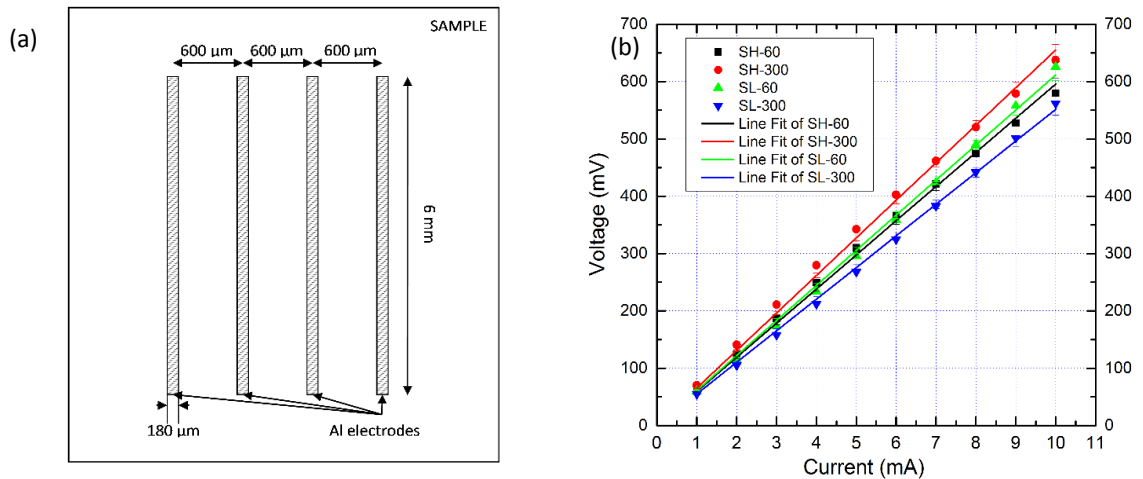 (a)
SAMPLE
600 μm 600 μm 600 μm
6 mm
180 μm
Al electrodes
(b)
SH-60
SH-300
SL-60
SL-300
Line Fit of SH-60
Line Fit of SH-300
Line Fit of SL-60
Line Fit of SL-300
Voltage (mV)
700 700
600 600
500 500
400 400
300 300
200 200
100 100
0 0
0 1 2 3 4 5 6 7 8 9 10 11
Current (mA)